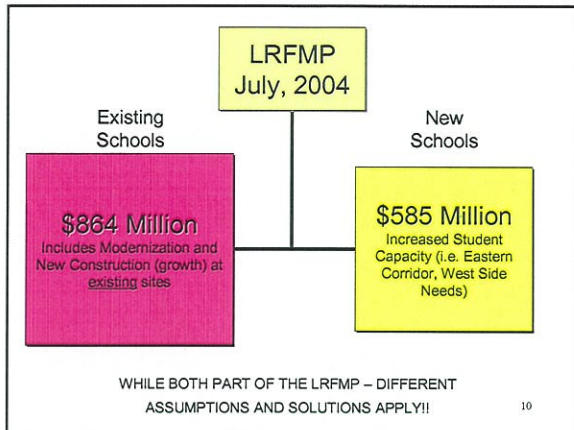 LRFMP
July, 2004
Existing
Schools
New
Schools
$864 Million
Includes Modernization and
New Construction (growth) at
existing sites
$585 Million
Increased Student
Capacity (i.e. Eastern
Corridor, West Side
Needs)
WHILE BOTH PART OF THE LRFMP – DIFFERENT
ASSUMPTIONS AND SOLUTIONS APPLY!!
10